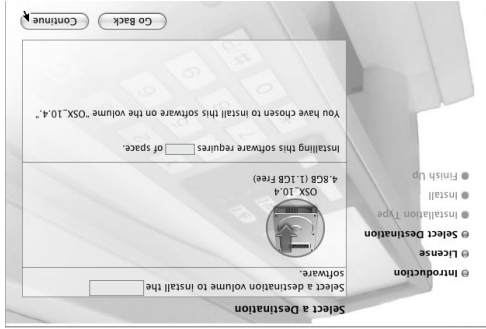 Select a Destination
Introduction
License
Select Destination
Installation Type
Install
Finish Up
Select a destination volume to install the
software.
OSX_10.4
4.8GB (1.1GB Free)
Installing this software requires of space.
You have chosen to install this software on the volume "OSX_10.4."
Go Back
Continue